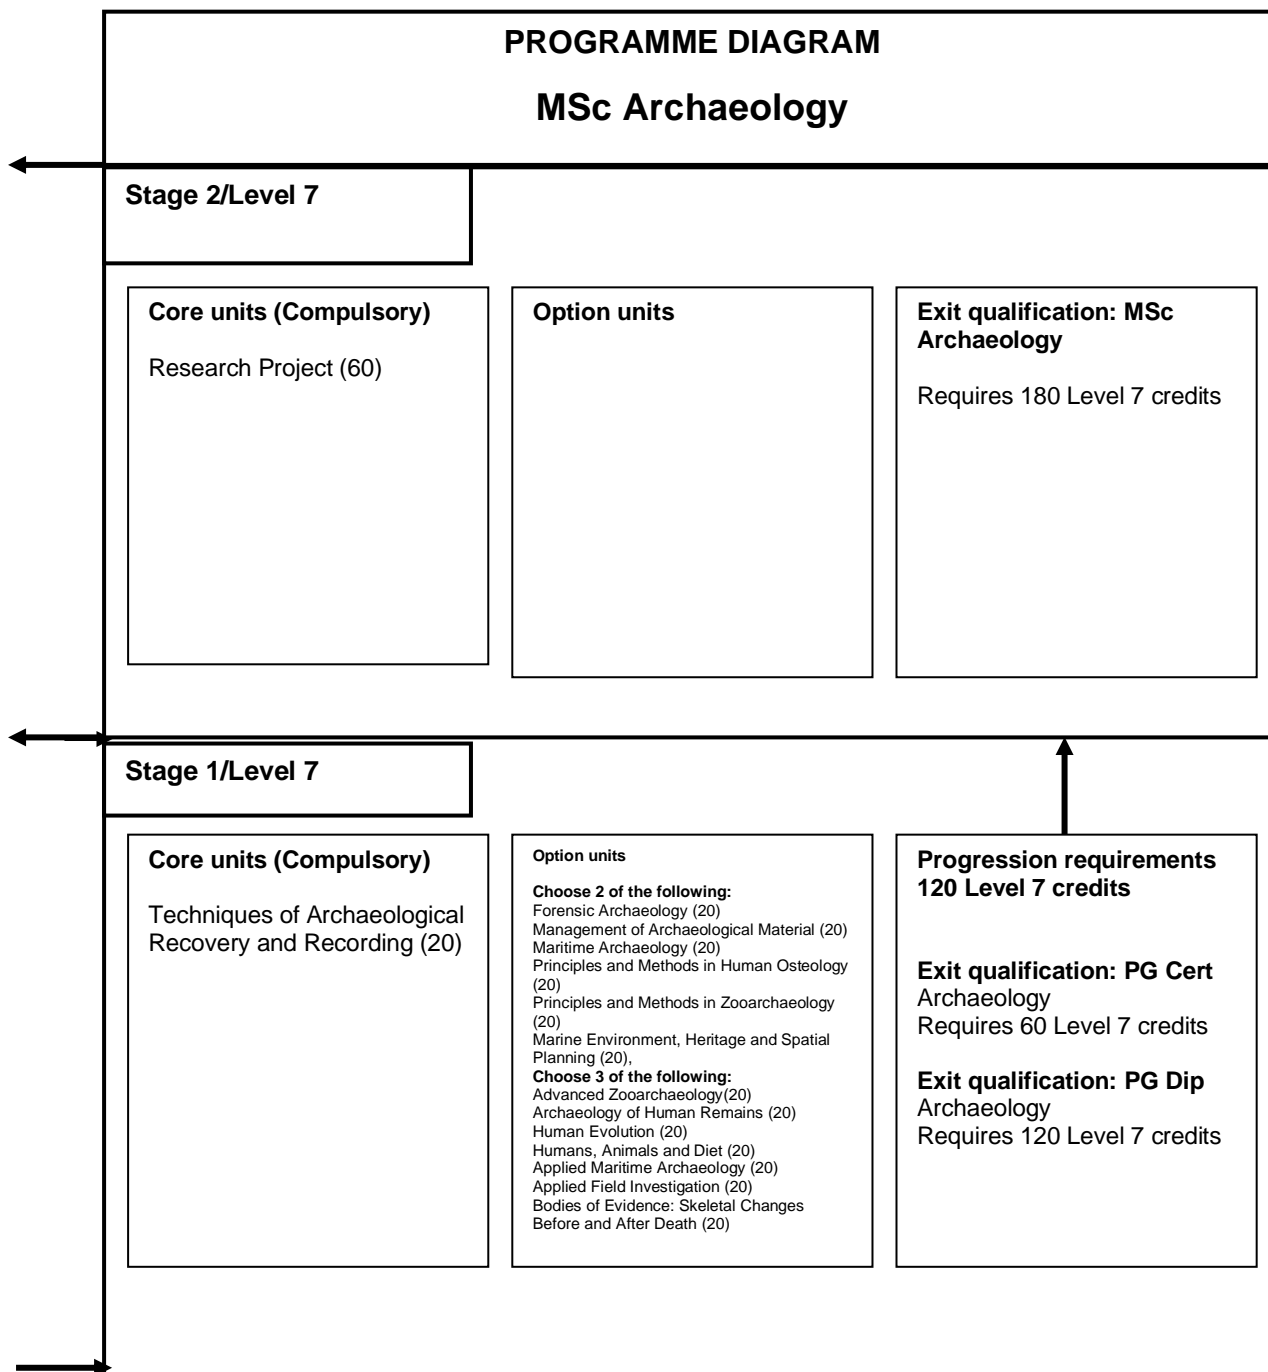 PROGRAMME DIAGRAM
MSc Archaeology
Stage 2/Level 7
Core units (Compulsory)
Research Project (60)
Option units
Exit qualification: MSc
Archaeology
Requires 180 Level 7 credits
Stage 1/Level 7
Core units (Compulsory)
Techniques of Archaeological
Recovery and Recording (20)
Option units
Choose 2 of the following:
Forensic Archaeology (20)
Management of Archaeological Material (20)
Maritime Archaeology (20)
Principles and Methods in Human Osteology
(20)
Principles and Methods in Zooarchaeology
(20)
Marine Environment, Heritage and Spatial
Planning (20),
Choose 3 of the following:
Advanced Zooarchaeology(20)
Archaeology of Human Remains (20)
Human Evolution (20)
Humans, Animals and Diet (20)
Applied Maritime Archaeology (20)
Applied Field Investigation (20)
Bodies of Evidence: Skeletal Changes
Before and After Death (20)
Progression requirements
120 Level 7 credits
Exit qualification: PG Cert
Archaeology
Requires 60 Level 7 credits
Exit qualification: PG Dip
Archaeology
Requires 120 Level 7 credits